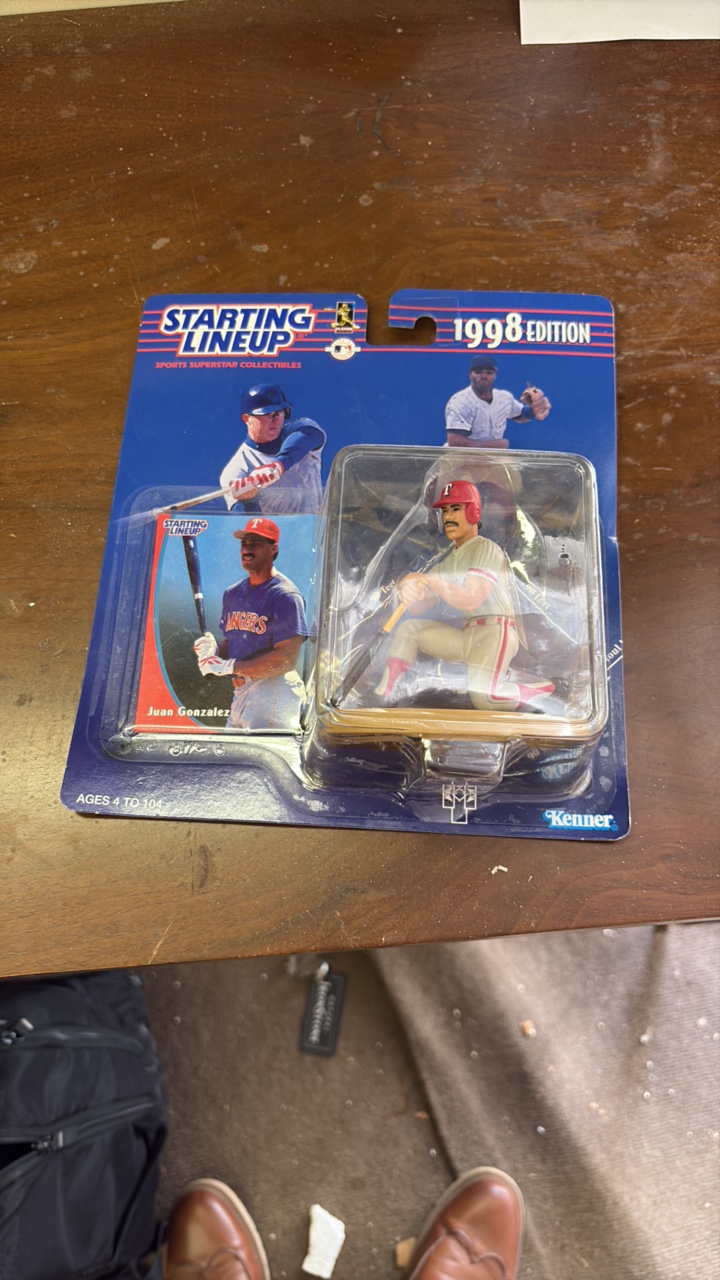 STARTING
LINEUP
SPORTS SUPERSTAR COLLECTIBLES
1998 EDITION
STARTING
LINEUP
T
T
RANGERS
Juan Gonzalez
AGES 4 TO 104
Kenner